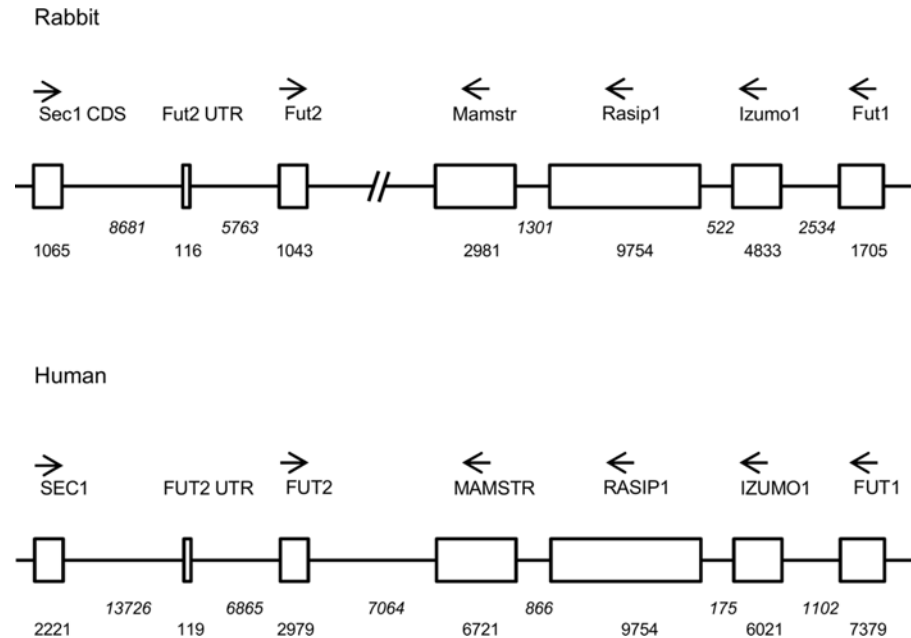 Rabbit
Sec1 CDS Fut2 UTR Fut2 Mamstr Rasip1 Izumo1 Fut1
8681 5763 1301 522 2534
1065 116 1043 2981 9754 4833 1705
Human
SEC1 FUT2 UTR FUT2 MAMSTR RASIP1 IZUMO1 FUT1
13726 6865 7064 866 175 1102
2221 119 2979 6721 9754 6021 7379